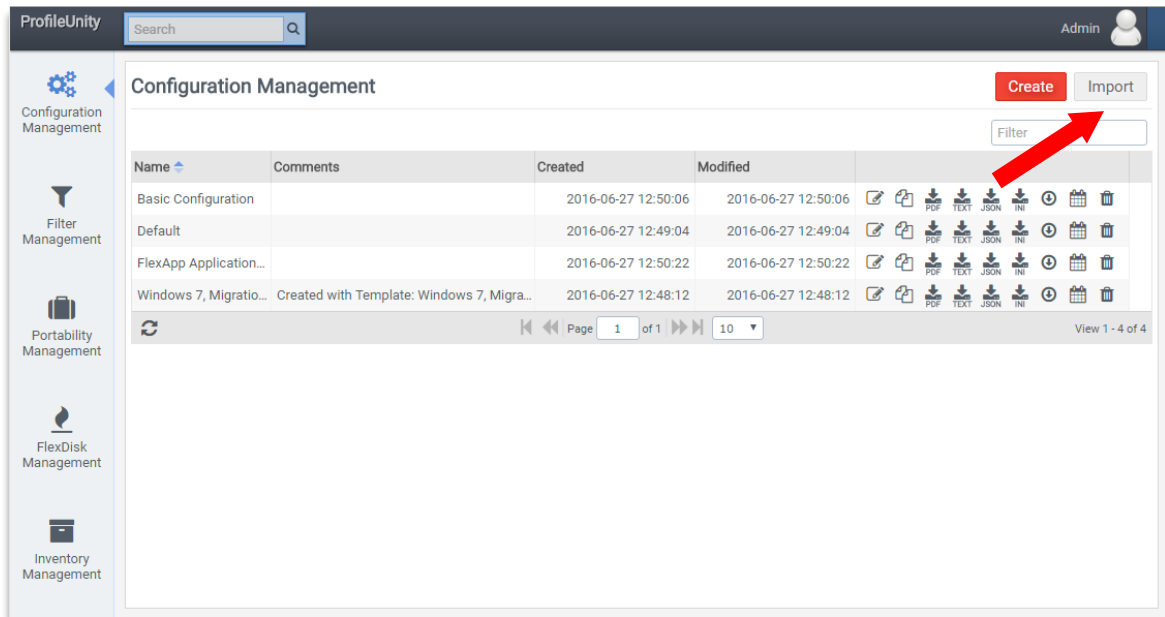 ProfileUnity
Search
Admin
Configuration
Management
Filter
Management
Portability
Management
FlexDisk
Management
Inventory
Management
Configuration Management
Create
Import
Filter
Name Comments Created Modified
Basic Configuration 2016-06-27 12:50:06 2016-06-27 12:50:06 PDF TEXT JSON INI
Default 2016-06-27 12:49:04 2016-06-27 12:49:04 PDF TEXT JSON INI
FlexApp Application... 2016-06-27 12:50:22 2016-06-27 12:50:22 PDF TEXT JSON INI
Windows 7, Migratio... Created with Template: Windows 7, Migra... 2016-06-27 12:48:12 2016-06-27 12:48:12 PDF TEXT JSON INI
Page 1 of 1 10 View 1 - 4 of 4